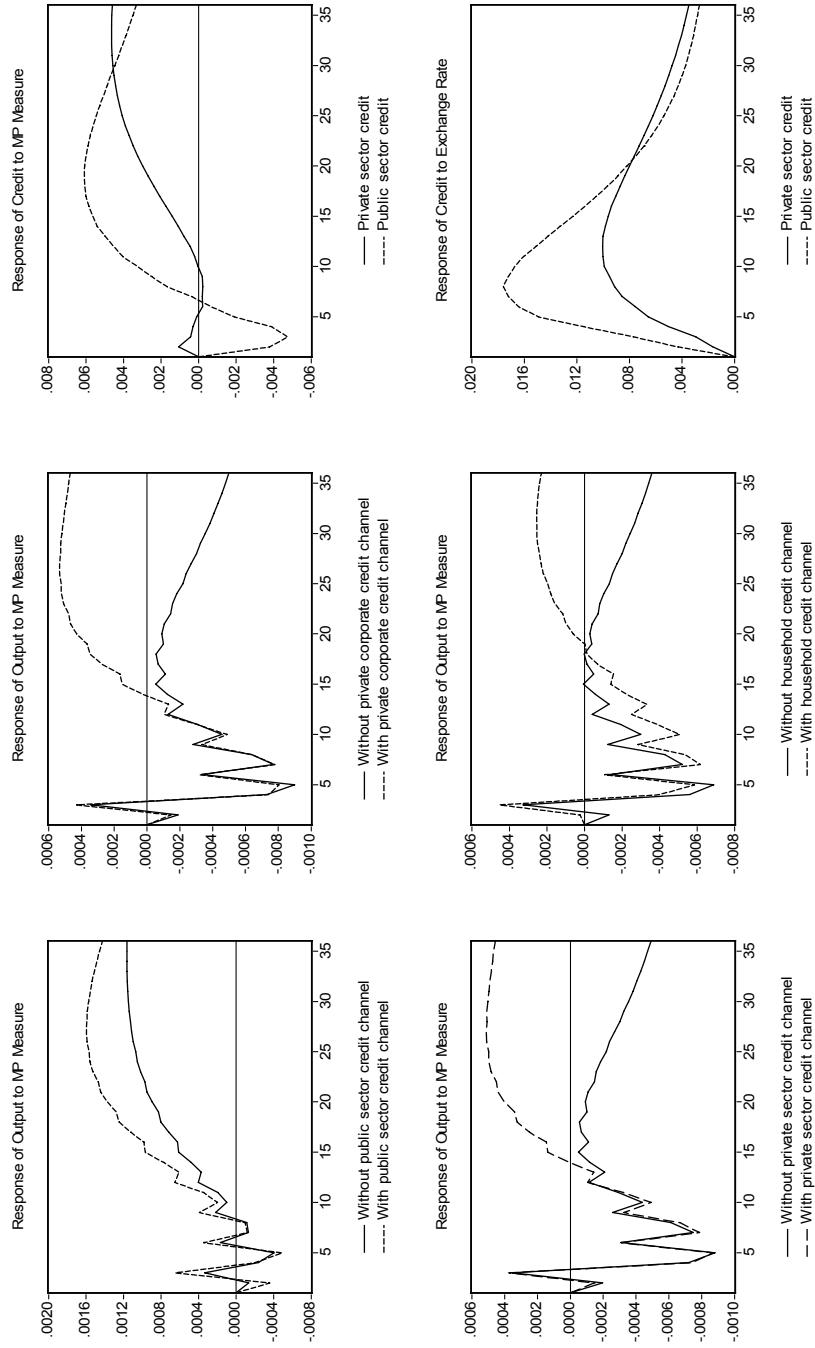 Response of Output to MP Measure
.0020
.0016
.0012
.0008
.0004
.0000
-.0004
-.0008
5 10 15 20 25 30 35
Without public sector credit channel
With public sector credit channel
Response of Output to MP Measure
.0006
.0004
.0002
.0000
-.0002
-.0004
-.0006
-.0008
-.0010
5 10 15 20 25 30 35
Without private corporate credit channel
With private corporate credit channel
Response of Credit to MP Measure
.008
.006
.004
.002
.000
-.002
-.004
-.006
5 10 15 20 25 30 35
Private sector credit
Public sector credit
Response of Output to MP Measure
.0006
.0004
.0002
.0000
-.0002
-.0004
-.0006
-.0008
-.0010
5 10 15 20 25 30 35
Without private sector credit channel
With private sector credit channel
Response of Output to MP Measure
.0006
.0004
.0002
.0000
-.0002
-.0004
-.0006
-.0008
5 10 15 20 25 30 35
Without household credit channel
With household credit channel
Response of Credit to Exchange Rate
.020
.016
.012
.008
.004
.000
5 10 15 20 25 30 35
Private sector credit
Public sector credit